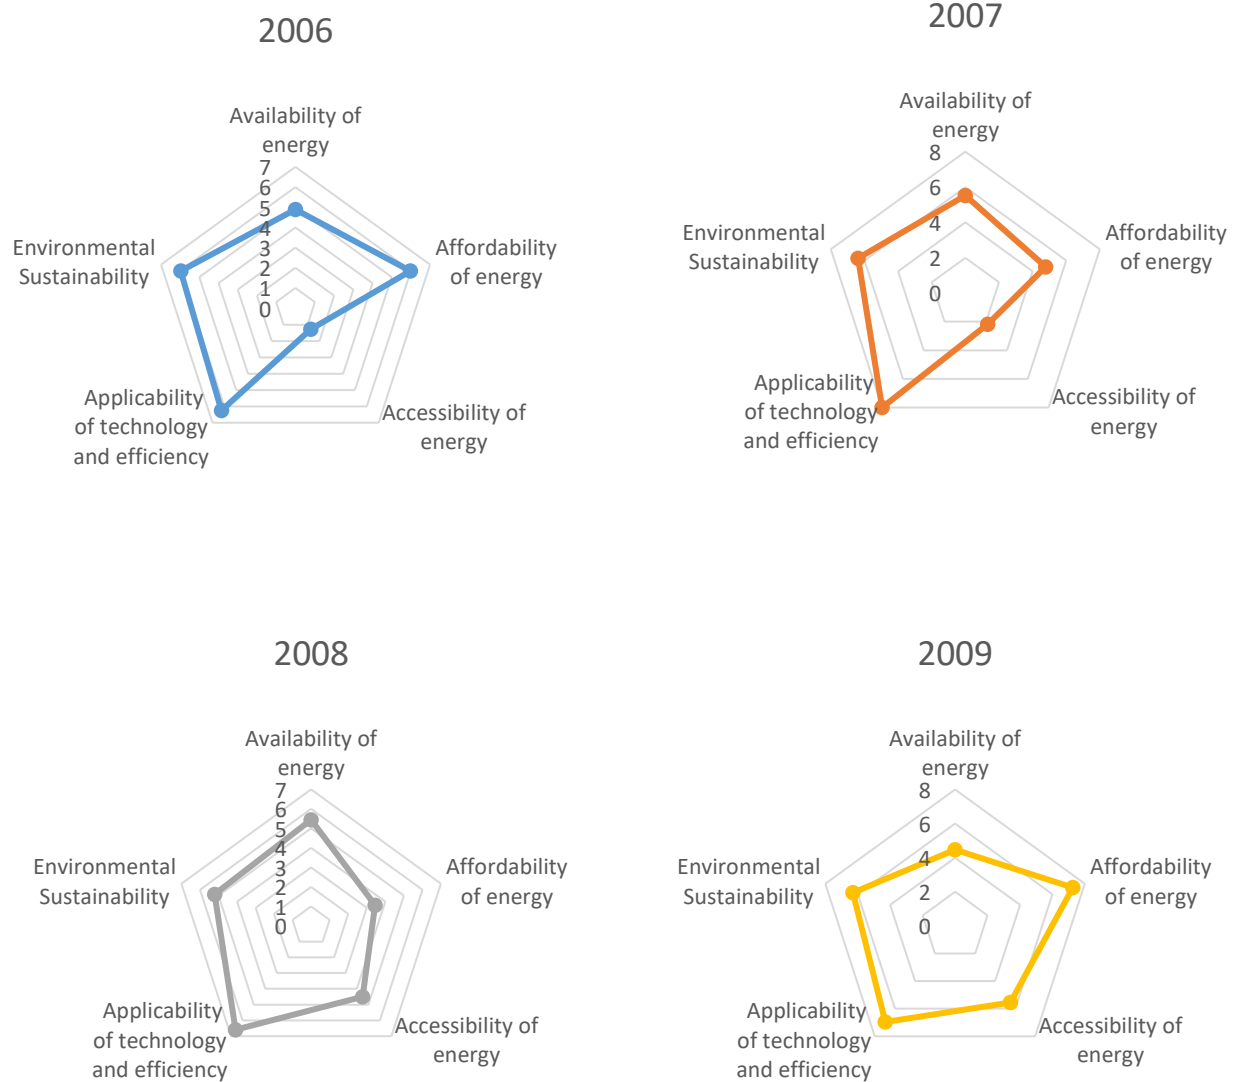 2006
Availability of
energy
7
6
5
4
3
2
1
0
Environmental
Sustainability
Affordability
of energy
Applicability
of technology
and efficiency
Accessibility of
energy
2007
Availability of
energy
8
6
4
2
0
Environmental
Sustainability
Affordability
of energy
Applicability
of technology
and efficiency
Accessibility of
energy
2008
Availability of
energy
7
6
5
4
3
2
1
0
Environmental
Sustainability
Affordability
of energy
Applicability
of technology
and efficiency
Accessibility of
energy
2009
Availability of
energy
8
6
4
2
0
Environmental
Sustainability
Affordability
of energy
Applicability
of technology
and efficiency
Accessibility of
energy